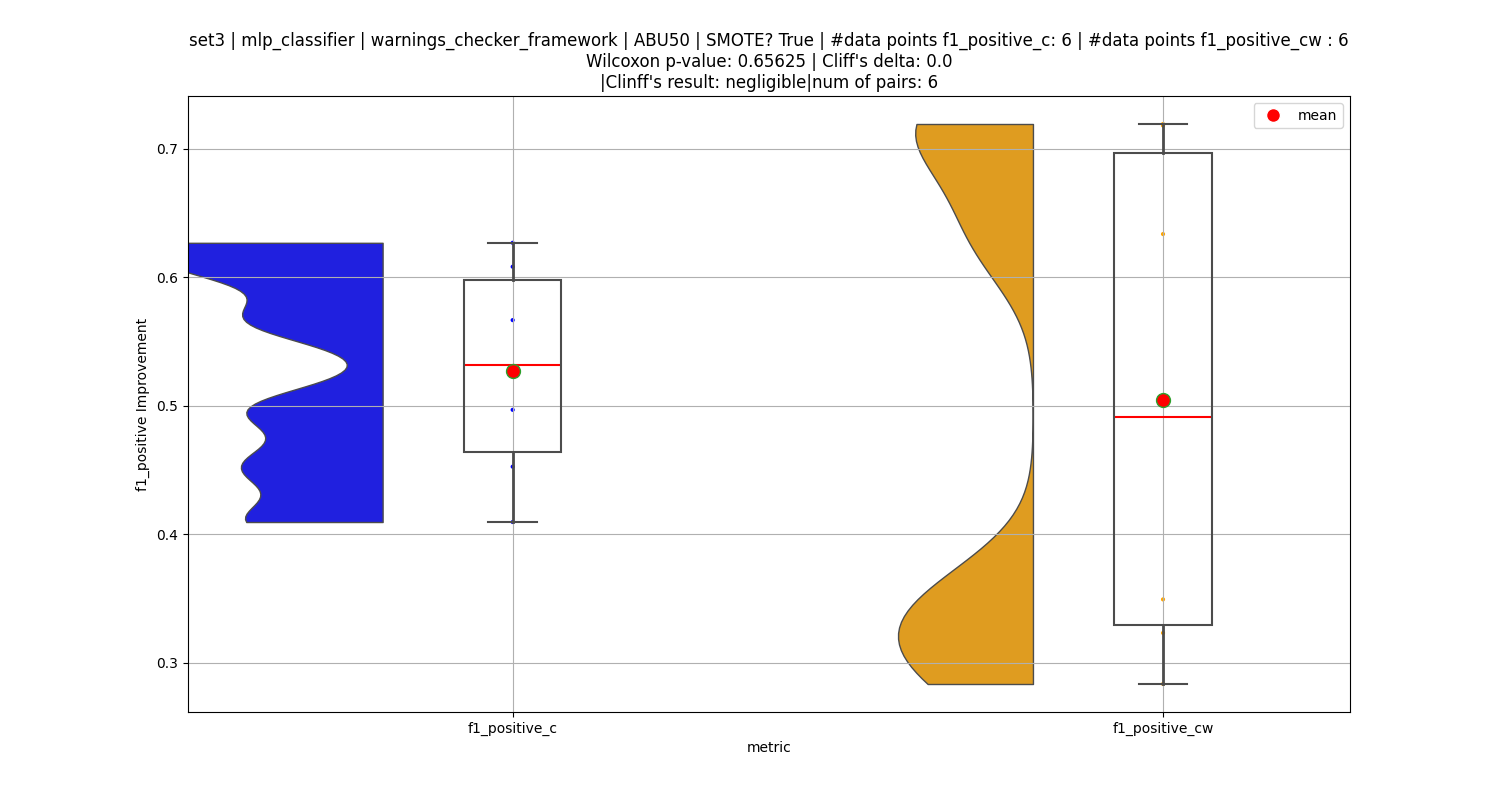 set3 | mlp_classifier | warnings_checker_framework | ABU50 | SMOTE? True | #data points f1_positive_c: 6 | #data points f1_positive_cw : 6
Wilcoxon p-value: 0.65625 | Cliff's delta: 0.0
|Clinff's result: negligible|num of pairs: 6
mean
0.7
0.6
0.5
0.4
0.3
f1_positive Improvement
f1_positive_c
f1_positive_cw
metric